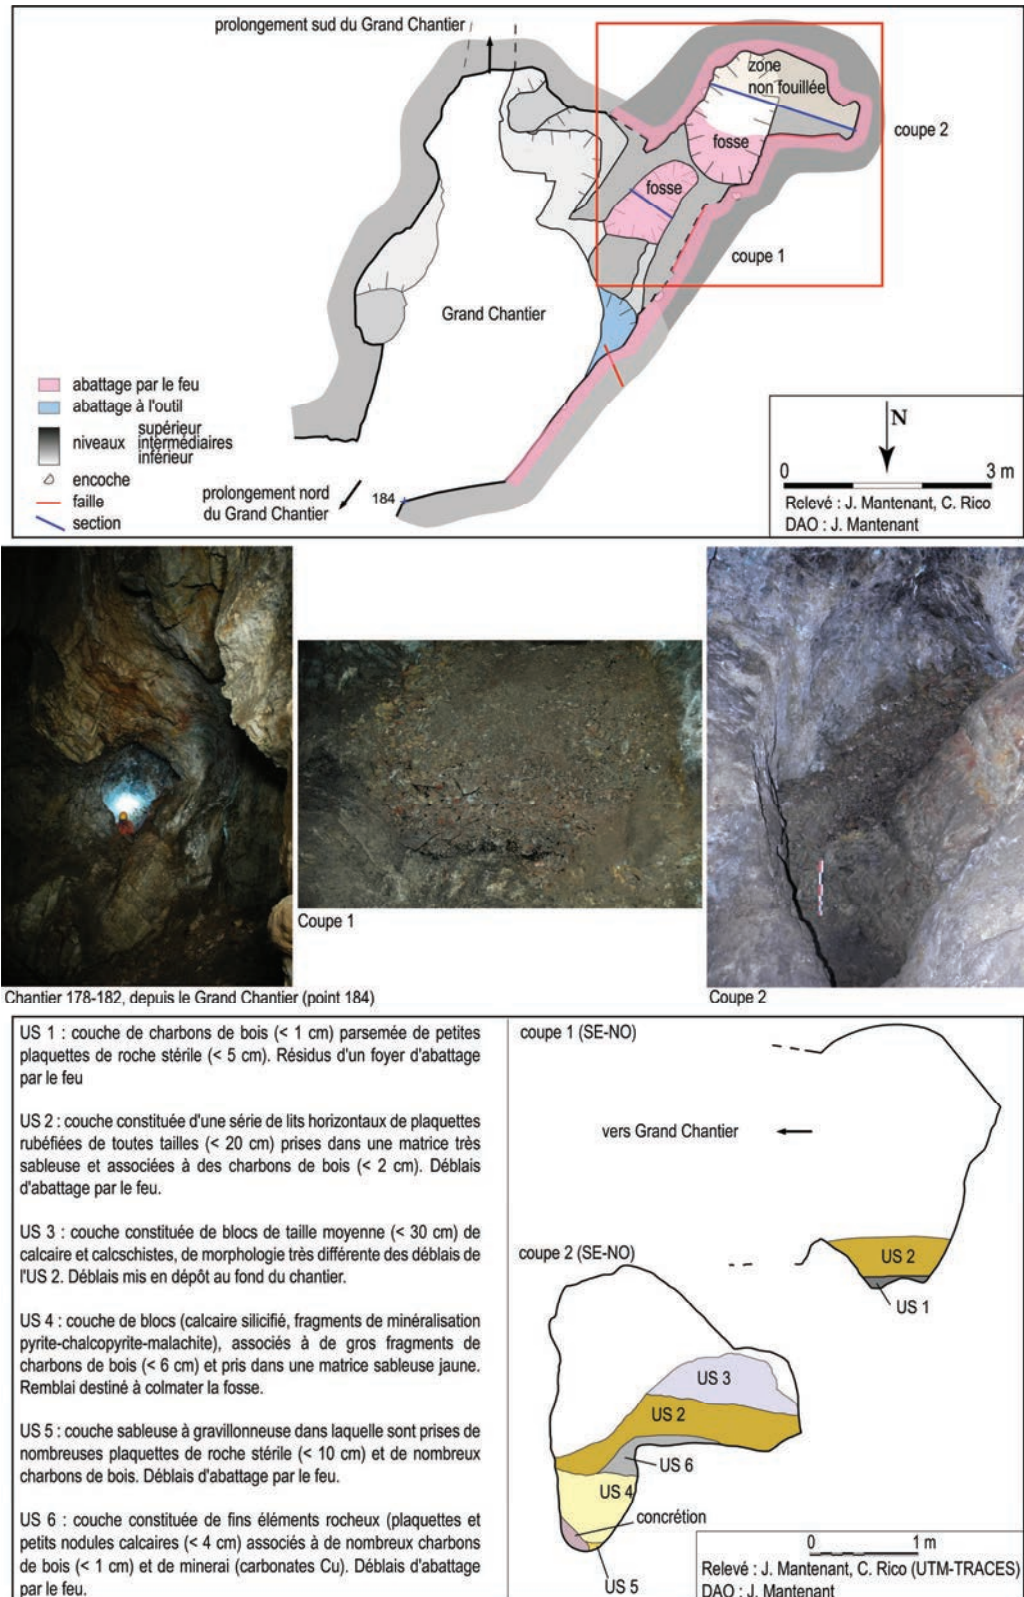 prolongement sud du Grand Chantier
zone
non fouillée
coupe 2
fosse
fosse
coupe 1
Grand Chantier
abattage par le feu
abattage à l'outil
supérieur
niveaux intermédiaires
inférieur
encoche
faille
section
prolongement nord
du Grand Chantier
184
N
0 3 m
Relevé : J. Mantenant, C. Rico
DAO : J. Mantenant
Coupe 1
Chantier 178-182, depuis le Grand Chantier (point 184)
Coupe 2
US 1 : couche de charbons de bois (< 1 cm) parsemée de petites
plaquettes de roche stérile (< 5 cm). Résidus d'un foyer d'abattage
par le feu
US 2 : couche constituée d'une série de lits horizontaux de plaquettes
rubéfiées de toutes tailles (< 20 cm) prises dans une matrice très
sableuse et associées à des charbons de bois (< 2 cm). Déblais
d'abattage par le feu.
US 3 : couche constituée de blocs de taille moyenne (< 30 cm) de
calcaire et calcschistes, de morphologie très différente des déblais de
l'US 2. Déblais mis en dépôt au fond du chantier.
US 4 : couche de blocs (calcaire silicifié, fragments de minéralisation
pyrite-chalcopyrite-malachite), associés à de gros fragments de
charbons de bois (< 6 cm) et pris dans une matrice sableuse jaune.
Remblai destiné à colmater la fosse.
US 5 : couche sableuse à gravillonneuse dans laquelle sont prises de
nombreuses plaquettes de roche stérile (< 10 cm) et de nombreux
charbons de bois. Déblais d'abattage par le feu.
US 6 : couche constituée de fins éléments rocheux (plaquettes et
petits nodules calcaires (< 4 cm) associés à de nombreux charbons
de bois (< 1 cm) et de minerai (carbonates Cu). Déblais d'abattage
par le feu.
coupe 1 (SE-NO)
vers Grand Chantier
US 2
US 1
coupe 2 (SE-NO)
US 3
US 2
US 6
US 4
concrétion
US 5
0 1 m
Relevé : J. Mantenant, C. Rico (UTM-TRACES)
DAO : J. Mantenant